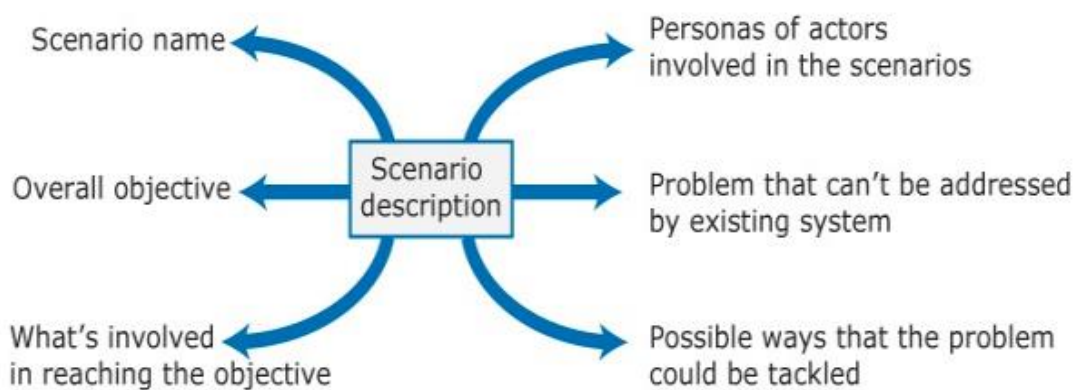 Scenario name
Personas of actors
involved in the scenarios
Scenario
description
Overall objective
Problem that can't be addressed
by existing system
What's involved
in reaching the objective
Possible ways that the problem
could be tackled